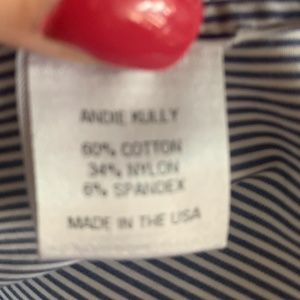 ANDIE KULLY
60% COTTON
34% NYLON
6% SPANDEX
MADE IN THE USA